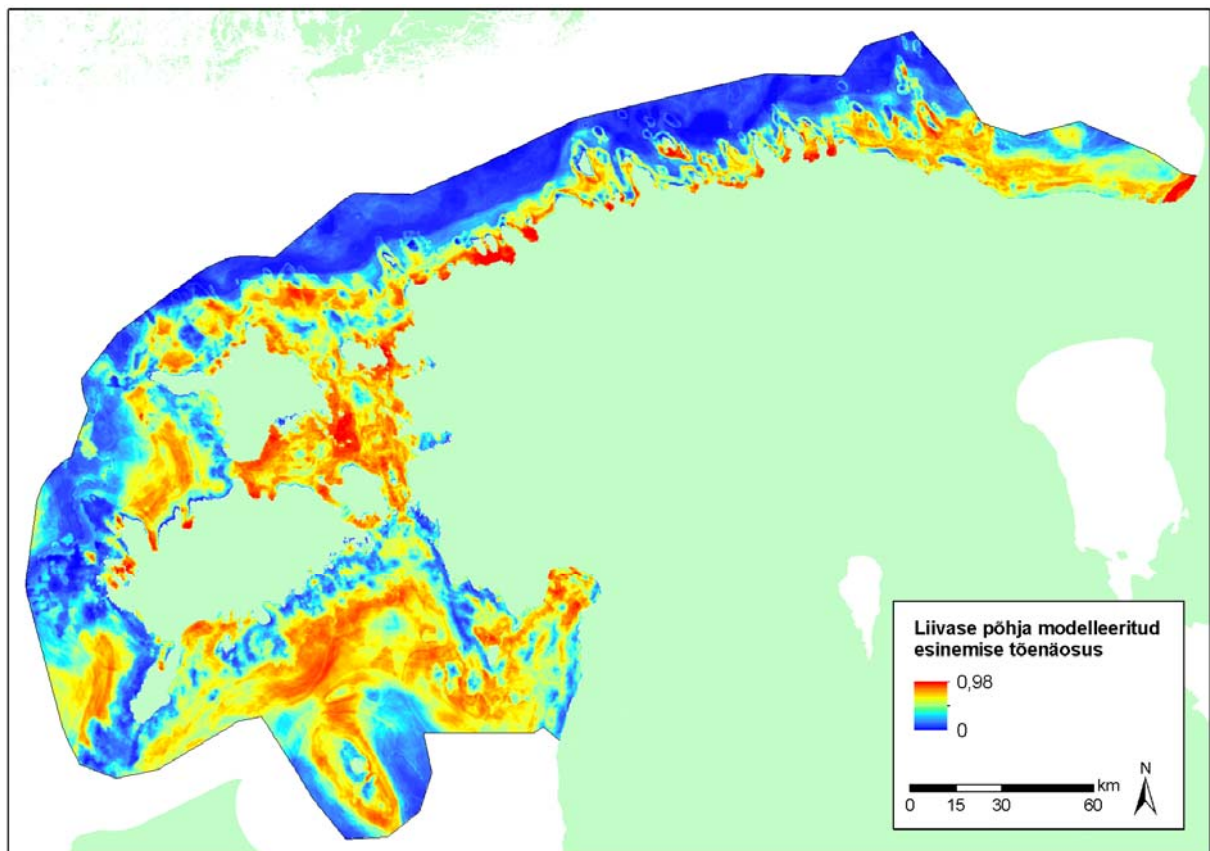 Liivase põhja modelleeritud
esinemise tõenäosus
0,98
0
N
km
0 15 30 60